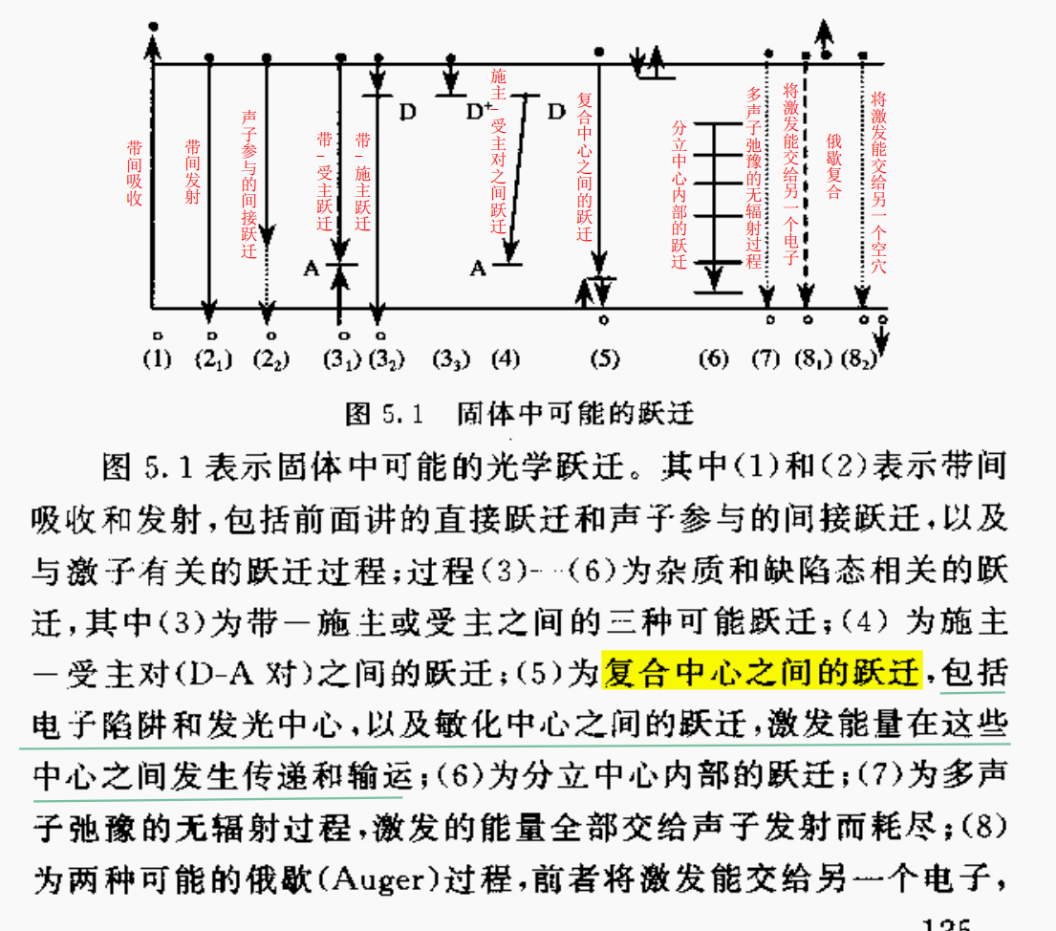 带间吸收
带间发射
声子参与的间接跃迁
带-受主跃迁
带-施主跃迁
施主-受主对之间跃迁
复合中心之间的跃迁
分立中心内部的跃迁
多声子弛豫的无辐射过程
将激发能交给另一个电子
俄歇复合
将激发能交给另一个空穴
D
D⁺
D
A
A
(1) (2₁) (2₂) (3₁) (3₂) (3₃) (4) (5) (6) (7) (8₁) (8₂)
图 5.1 固体中可能的跃迁
图 5.1 表示固体中可能的光学跃迁。其中(1)和(2)表示带间
吸收和发射,包括前面讲的直接跃迁和声子参与的间接跃迁,以及
与激子有关的跃迁过程;过程(3)-··(6)为杂质和缺陷态相关的跃
迁,其中(3)为带一施主或受主之间的三种可能跃迁;(4) 为施主
一受主对(D-A 对)之间的跃迁;(5)为复合中心之间的跃迁,包括
电子陷阱和发光中心,以及敏化中心之间的跃迁,激发能量在这些
中心之间发生传递和输运;(6)为分立中心内部的跃迁;(7)为多声
子弛豫的无辐射过程,激发的能量全部交给声子发射而耗尽;(8)
为两种可能的俄歇(Auger)过程,前者将激发能交给另一个电子,